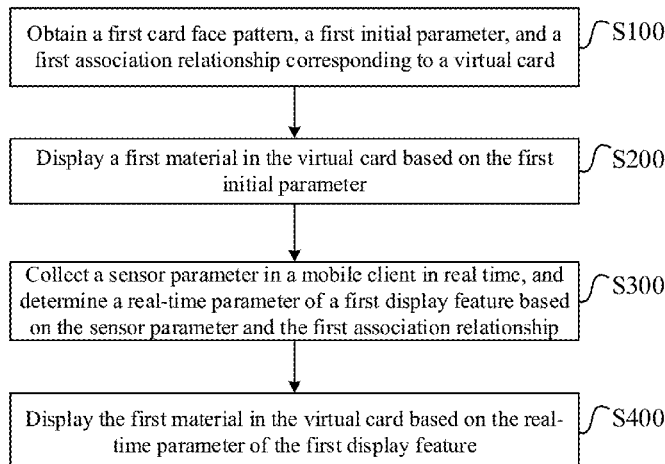 Obtain a first card face pattern, a first initial parameter, and a
first association relationship corresponding to a virtual card
S100
Display a first material in the virtual card based on the first
initial parameter
S200
Collect a sensor parameter in a mobile client in real time, and
determine a real-time parameter of a first display feature based
on the sensor parameter and the first association relationship
S300
Display the first material in the virtual card based on the real-
time parameter of the first display feature
S400